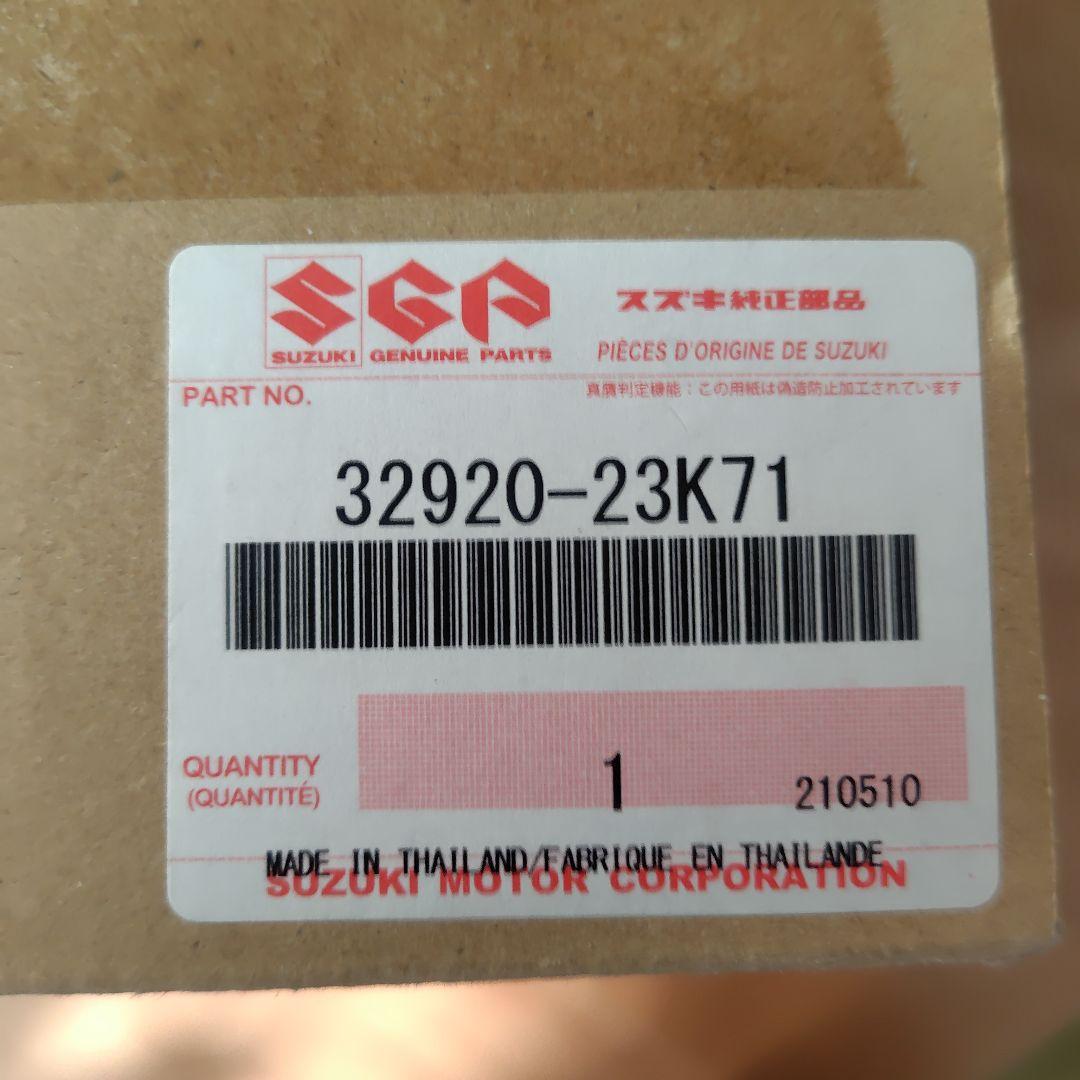 SGP
SUZUKI GENUINE PARTS
スズキ純正部品
PIÈCES D'ORIGINE DE SUZUKI
PART NO.
真贋判定機能：この用紙は偽造防止加工されています
32920-23K71
QUANTITY
(QUANTITÉ)
1
210510
MADE IN THAILAND/FABRIQUE EN THAILANDE
SUZUKI MOTOR CORPORATION